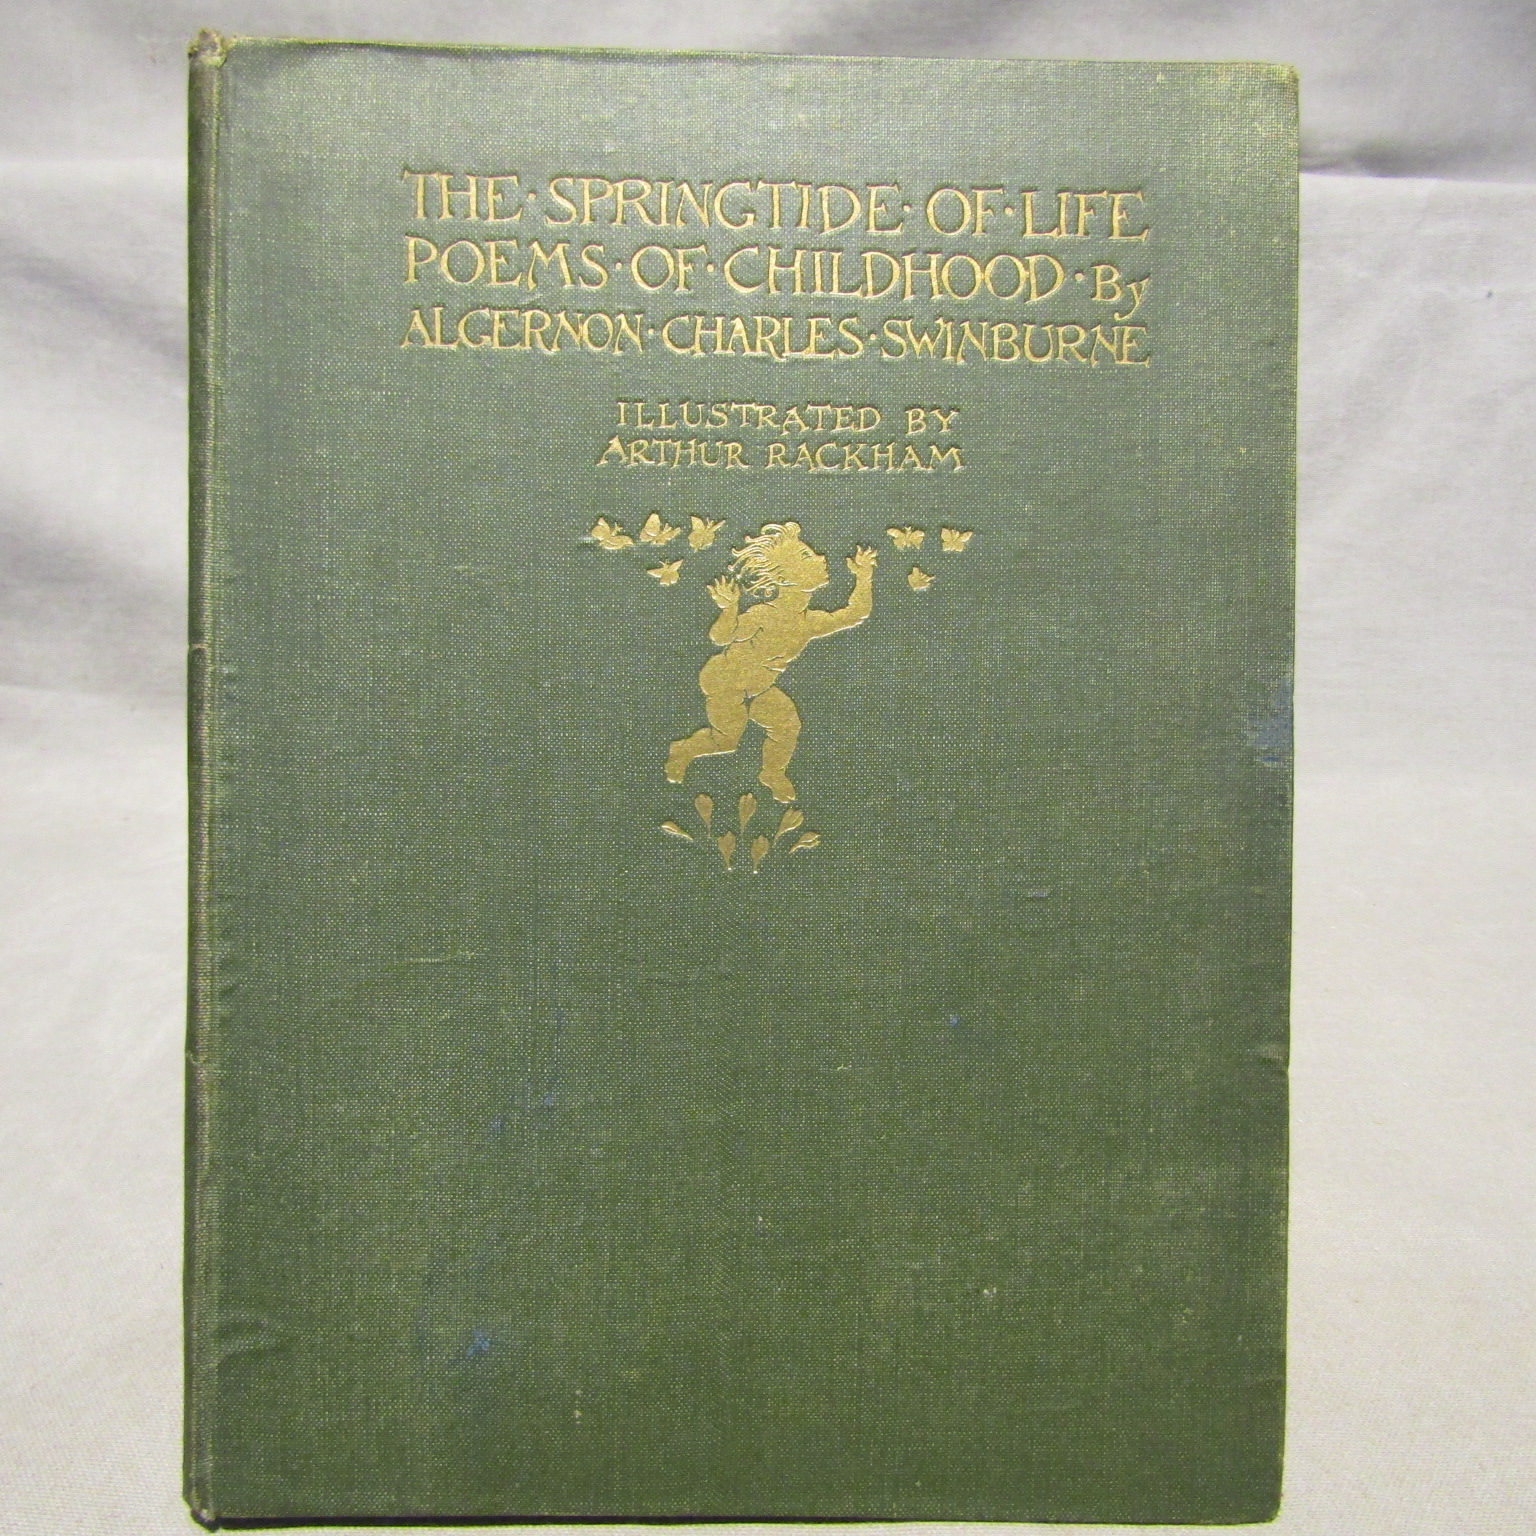 THE·SPRINGTIDE·OF·LIFE
POEMS·OF·CHILDHOOD·By
ALGERNON·CHARLES·SWINBURNE
ILLUSTRATED BY
ARTHUR RACKHAM